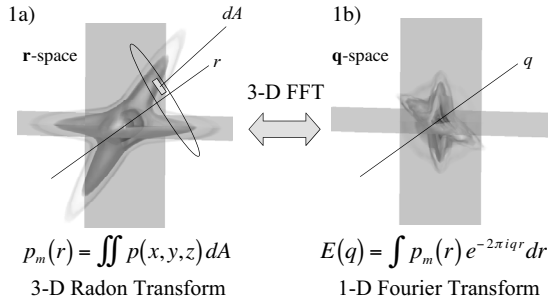 1a)
dA
r-space
r
1b)
q-space
q
3-D FFT
p_m(r) = ∬ p(x,y,z) dA
3-D Radon Transform
E(q) = ∫ p_m(r) e^{-2πiqr} dr
1-D Fourier Transform